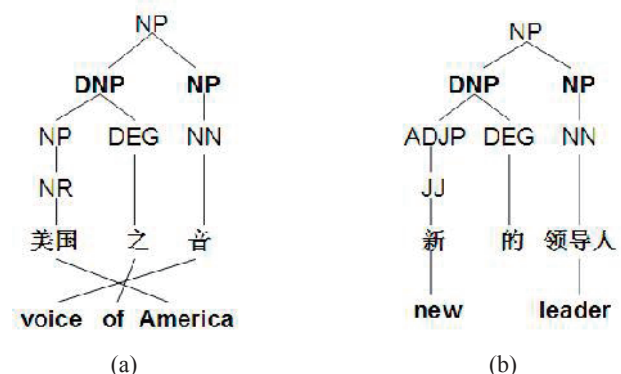 NP NP
DNP NP DNP NP
NP DEG NN ADJP DEG NN
NR JJ
美国 之 音 新 的 领导人
voice of America new leader
(a) (b)